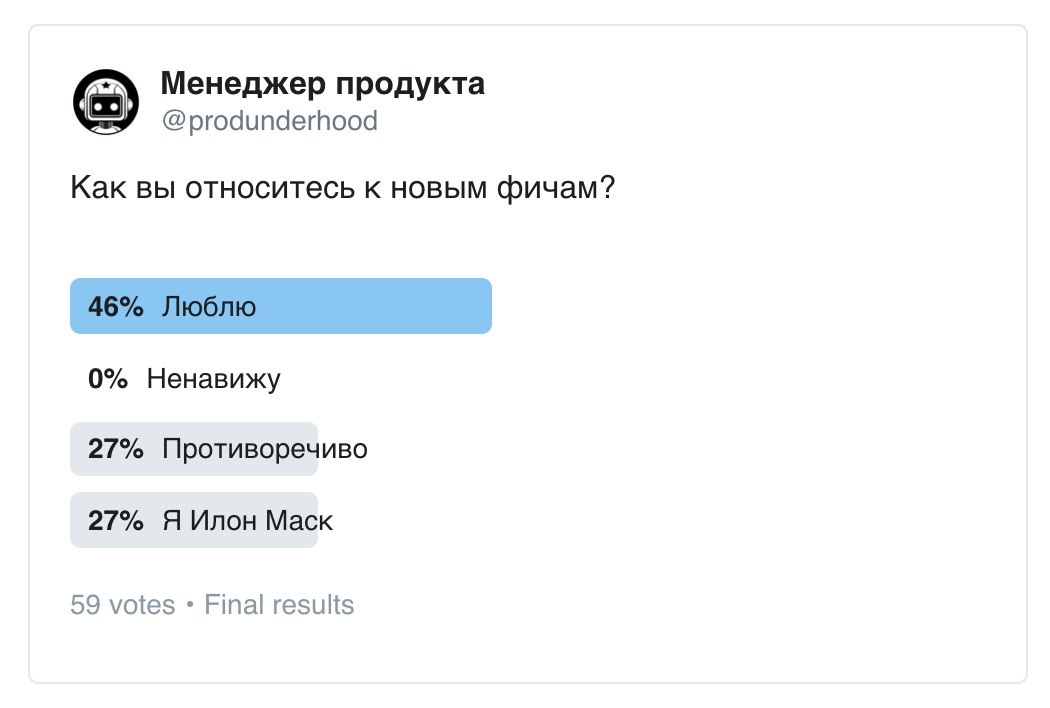 Менеджер продукта
@produnderhood
Как вы относитесь к новым фичам?
46% Люблю
0% Ненавижу
27% Противоречиво
27% Я Илон Маск
59 votes • Final results